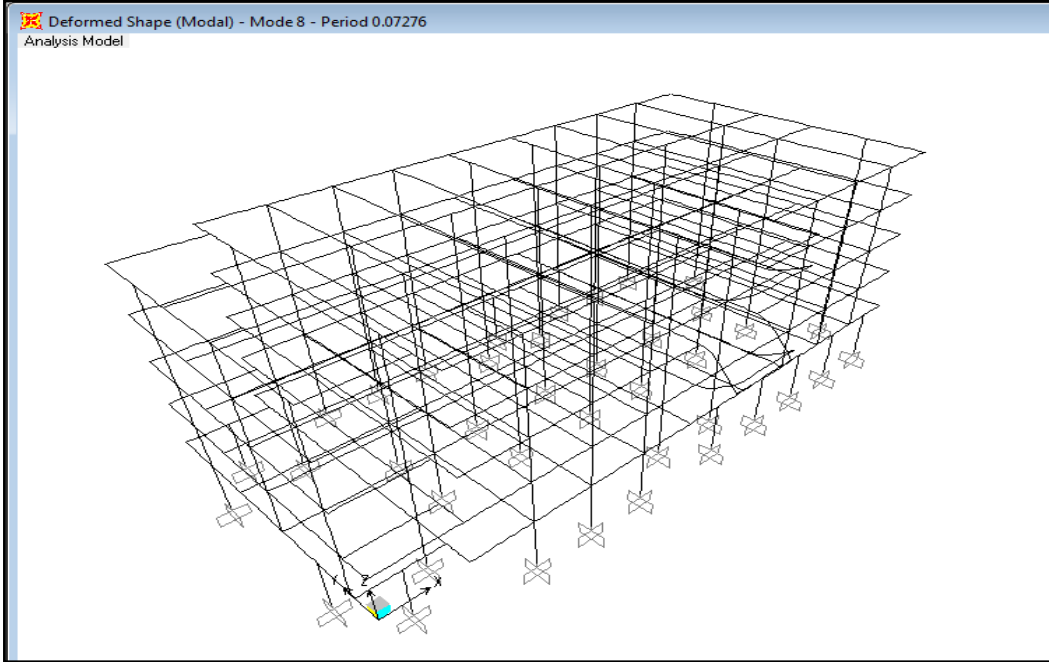 Deformed Shape (Modal) - Mode 8 - Period 0.07276
Analysis Model
Z
X